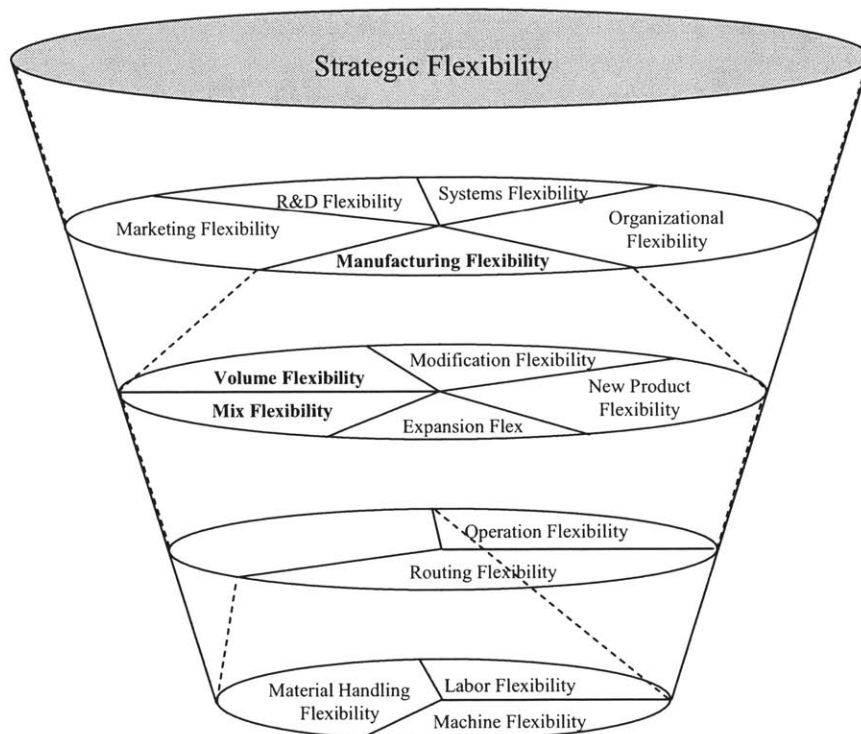 Strategic Flexibility
R&D Flexibility
Systems Flexibility
Marketing Flexibility
Organizational
Flexibility
Manufacturing Flexibility
Modification Flexibility
Volume Flexibility
New Product
Flexibility
Mix Flexibility
Expansion Flex
Operation Flexibility
Routing Flexibility
Material Handling
Flexibility
Labor Flexibility
Machine Flexibility